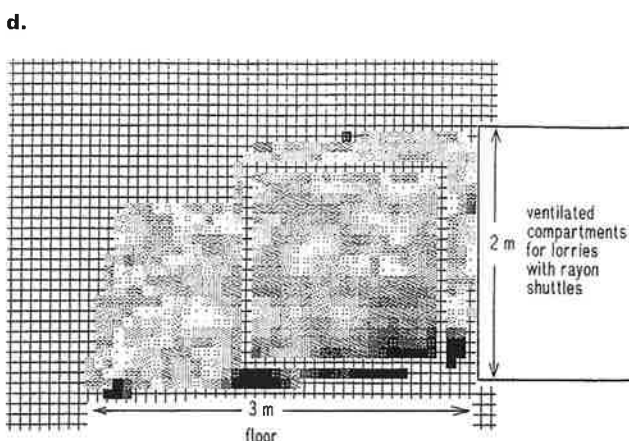 d.
2 m
ventilated
compartments
for lorries
with rayon
shuttles
3 m
floor